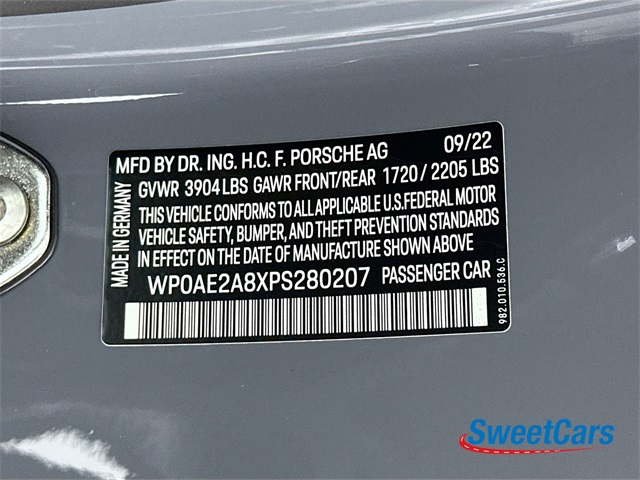 MFD BY DR. ING. H.C. F. PORSCHE AG 09/22
GVWR 3904 LBS GAWR FRONT/REAR 1720 / 2205 LBS
THIS VEHICLE CONFORMS TO ALL APPLICABLE U.S.FEDERAL MOTOR
VEHICLE SAFETY, BUMPER, AND THEFT PREVENTION STANDARDS
IN EFFECT ON THE DATE OF MANUFACTURE SHOWN ABOVE
WP0AE2A8XPS280207 PASSENGER CAR
MADE IN GERMANY
982.010.536.C
SweetCars